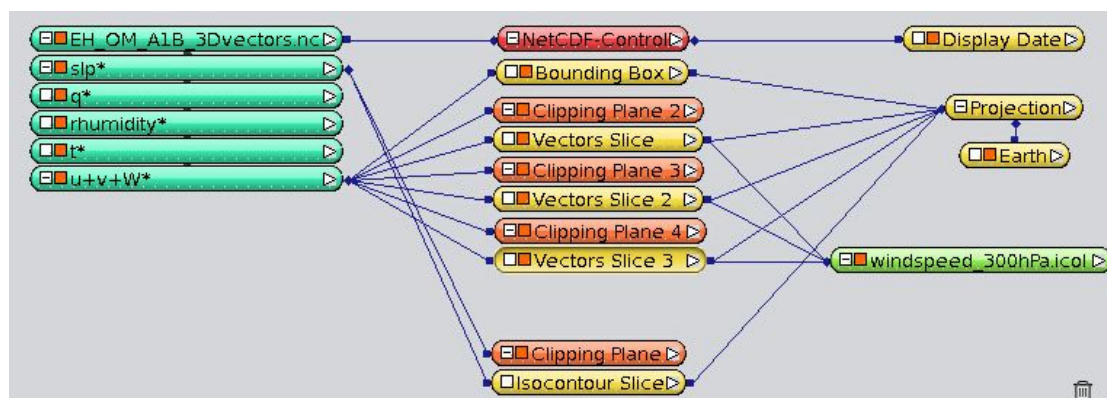 EH_OM_A1B_3Dvectors.nc
slp*
q*
rhumidity*
t*
u+v+W*
NetCDF-Control
Bounding Box
Clipping Plane 2
Vectors Slice
Clipping Plane 3
Vectors Slice 2
Clipping Plane 4
Vectors Slice 3
Clipping Plane
Isocontour Slice
Display Date
Projection
Earth
windspeed_300hPa.icol